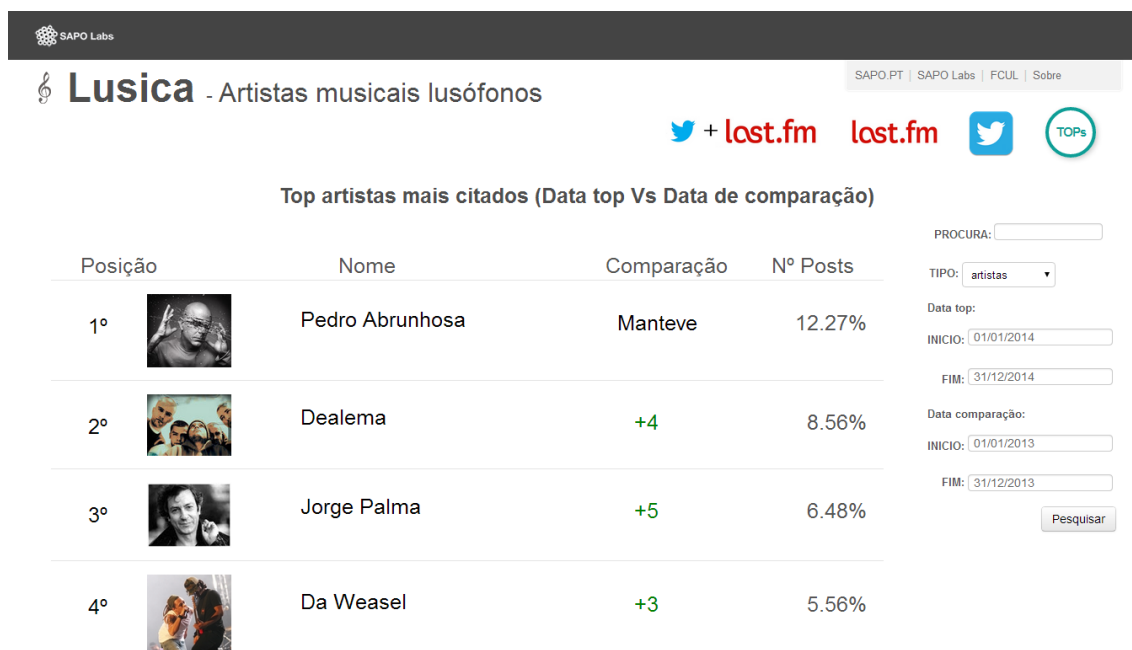 SAPO Labs
SAPO.PT | SAPO Labs | FCUL | Sobre
Lusica - Artistas musicais lusófonos
+ last.fm last.fm TOPs
Top artistas mais citados (Data top Vs Data de comparação)
Posição Nome Comparação Nº Posts
1º Pedro Abrunhosa Manteve 12.27%
2º Dealema +4 8.56%
3º Jorge Palma +5 6.48%
4º Da Weasel +3 5.56%
PROCURA:
TIPO: artistas
Data top:
INICIO: 01/01/2014
FIM: 31/12/2014
Data comparação:
INICIO: 01/01/2013
FIM: 31/12/2013
Pesquisar